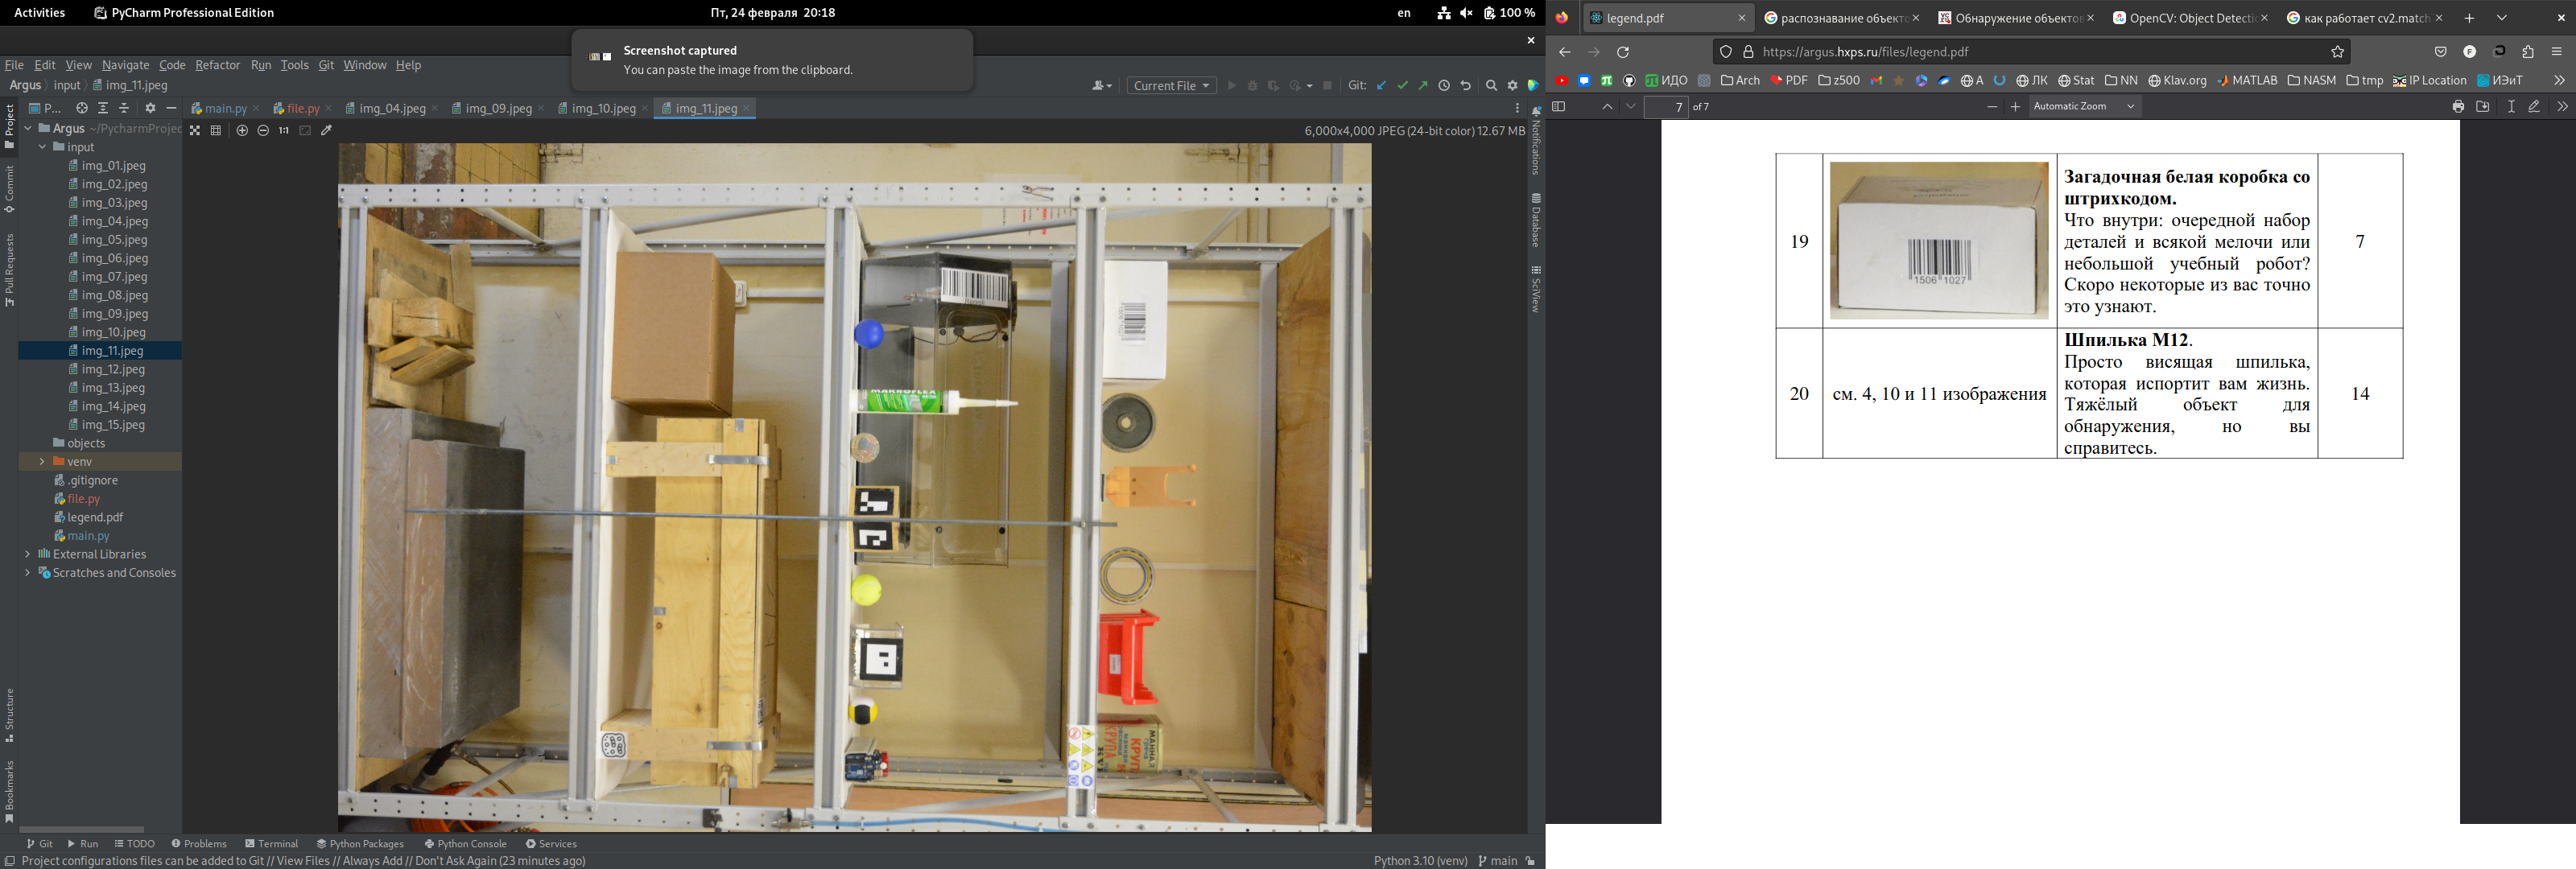 Activities
PyCharm Professional Edition
Пт, 24 февраля 20:18
en
100 %
Screenshot captured
You can paste the image from the clipboard.
File Edit View Navigate Code Refactor Run Tools Git Window Help
Argus input img_11.jpeg
Current File
Git:
P...
main.py
file.py
img_04.jpeg
img_09.jpeg
img_10.jpeg
img_11.jpeg
6,000x4,000 JPEG (24-bit color) 12.67 MB
1:1
Project
Commit
Pull Requests
Structure
Bookmarks
Argus ~/PycharmProjec
input
img_01.jpeg
img_02.jpeg
img_03.jpeg
img_04.jpeg
img_05.jpeg
img_06.jpeg
img_07.jpeg
img_08.jpeg
img_09.jpeg
img_10.jpeg
img_11.jpeg
img_12.jpeg
img_13.jpeg
img_14.jpeg
img_15.jpeg
objects
venv
.gitignore
file.py
legend.pdf
main.py
External Libraries
Scratches and Consoles
Notifications
Database
SciView
КРУПА
Git
Run
TODO
Problems
Terminal
Python Packages
Python Console
Services
Project configurations files can be added to Git // View Files // Always Add // Don't Ask Again (23 minutes ago)
Python 3.10 (venv)
main
legend.pdf
распознавание объекто
Обнаружение объектов
OpenCV: Object Detecti
как работает cv2.match
https://argus.hxps.ru/files/legend.pdf
ИДО
Arch
PDF
z500
А
ЛК
Stat
NN
Klav.org
MATLAB
NASM
tmp
IP Location
ИЭиТ
7 of 7
Automatic Zoom
19
1506 1027
Загадочная белая коробка со
штрихкодом.
Что внутри: очередной набор
деталей и всякой мелочи или
небольшой учебный робот?
Скоро некоторые из вас точно
это узнают.
7
20
см. 4, 10 и 11 изображения
Шпилька М12.
Просто висящая шпилька,
которая испортит вам жизнь.
Тяжёлый объект для
обнаружения, но вы
справитесь.
14